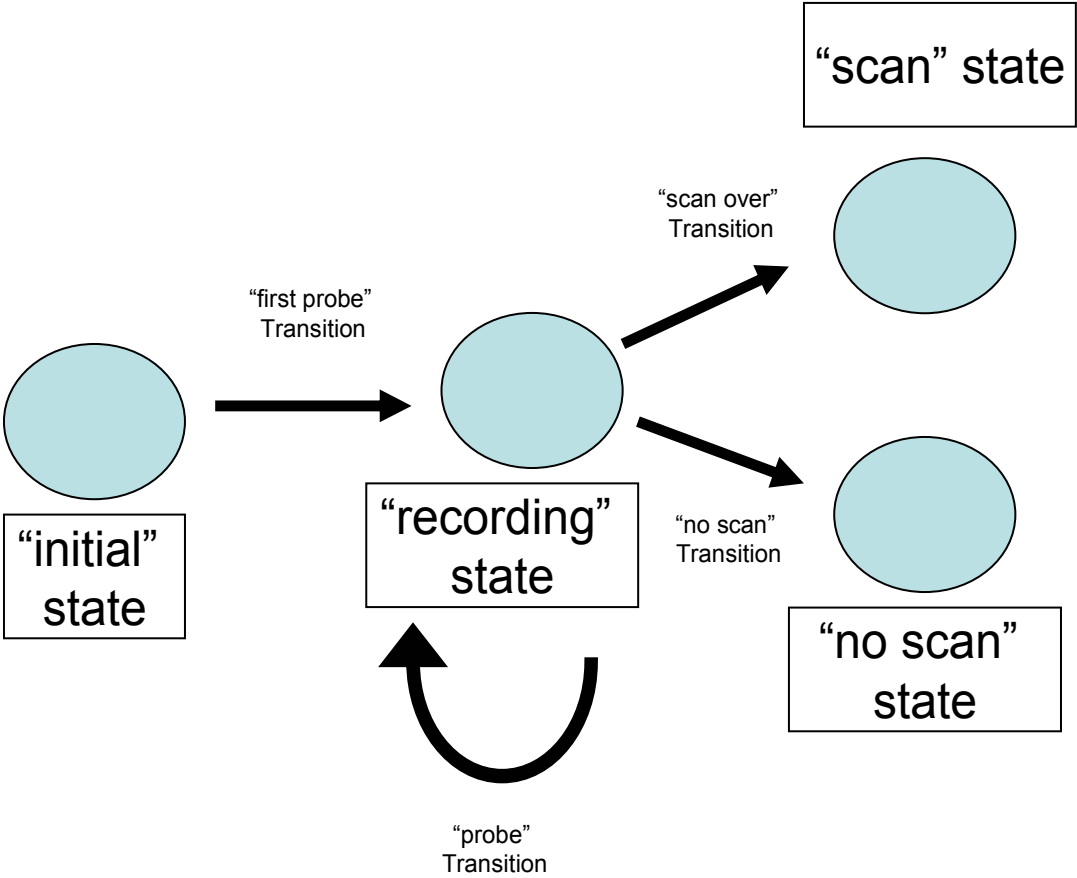 “scan” state
“scan over”
Transition
“first probe”
Transition
“initial”
state
“recording”
state
“no scan”
Transition
“no scan”
state
“probe”
Transition